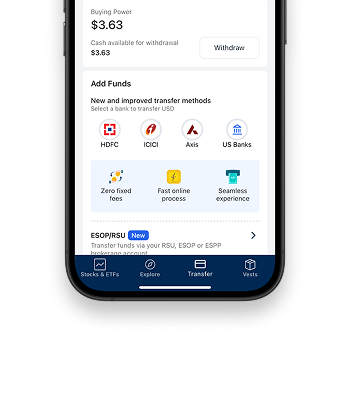 Buying Power
$3.63
Cash available for withdrawal
$3.63
Withdraw
Add Funds
New and improved transfer methods
Select a bank to transfer USD
HDFC
ICICI
Axis
US Banks
Zero fixed
fees
Fast online
process
Seamless
experience
ESOP/RSU New
Transfer funds via your RSU, ESOP or ESPP
brokerage account
Stocks & ETFs
Explore
Transfer
Vests